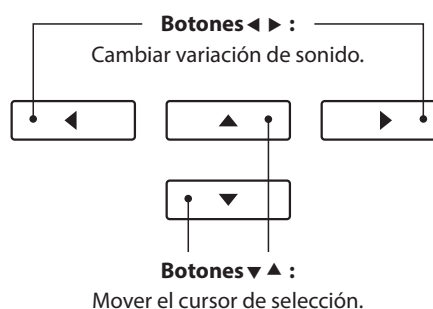 Botones ◀ ▶ :
Cambiar variación de sonido.
◀ ▲ ▶
▼
Botones ▼ ▲ :
Mover el cursor de selección.